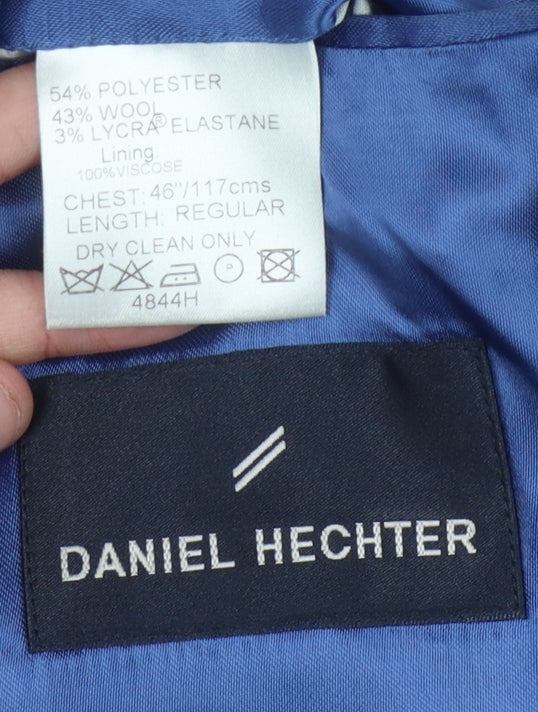 54% POLYESTER
43% WOOL
3% LYCRA® ELASTANE
Lining:
100%VISCOSE
CHEST: 46"/117cms
LENGTH: REGULAR
DRY CLEAN ONLY
P
4844H
DANIEL HECHTER